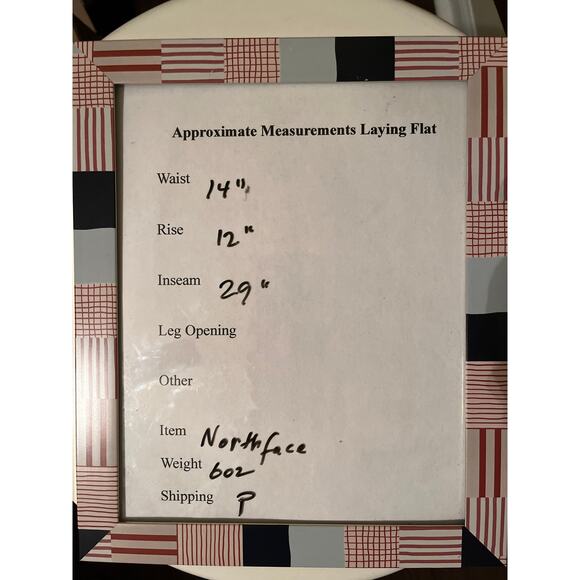 Approximate Measurements Laying Flat
Waist 14"
Rise 12"
Inseam 29"
Leg Opening
Other
Item Northface
Weight 6oz
Shipping P